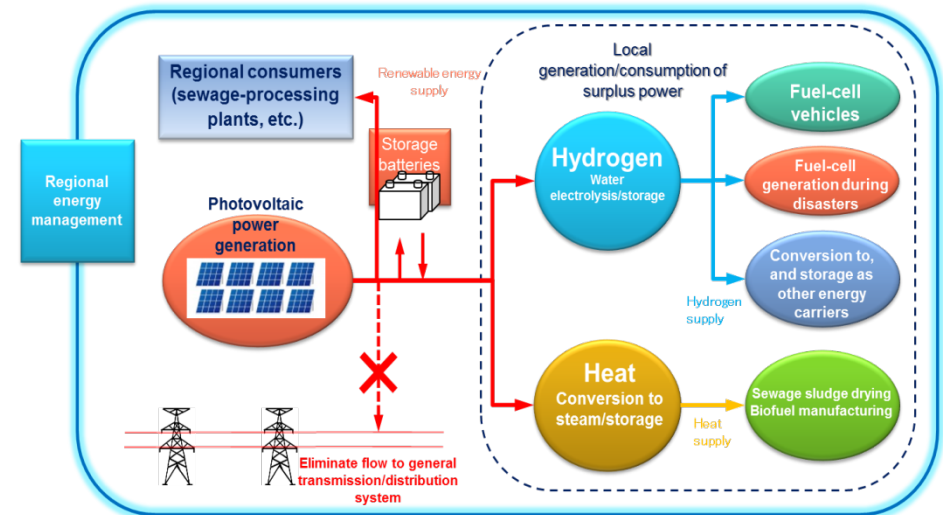 Regional
energy
management
Regional consumers
(sewage-processing
plants, etc.)
Renewable energy
supply
Storage
batteries
Photovoltaic
power
generation
Eliminate flow to general
transmission/distribution
system
Local
generation/consumption of
surplus power
Hydrogen
Water
electrolysis/storage
Hydrogen
supply
Fuel-cell
vehicles
Fuel-cell
generation during
disasters
Conversion to,
and storage as
other energy
carriers
Heat
Conversion to
steam/storage
Heat
supply
Sewage sludge drying
Biofuel manufacturing